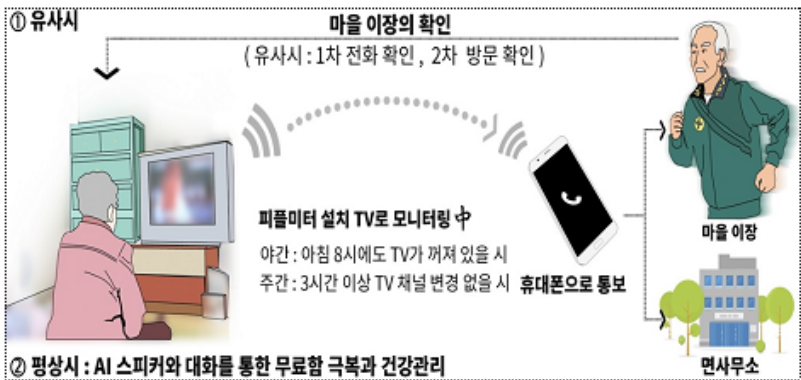 ① 유사시
마을 이장의 확인
( 유사시 : 1차 전화 확인 , 2차 방문 확인 )
피플미터 설치 TV로 모니터링 中
야간 : 아침 8시에도 TV가 꺼져 있을 시
주간 : 3시간 이상 TV 채널 변경 없을 시
휴대폰으로 통보
마을 이장
면사무소
② 평상시 : AI 스피커와 대화를 통한 무료함 극복과 건강관리